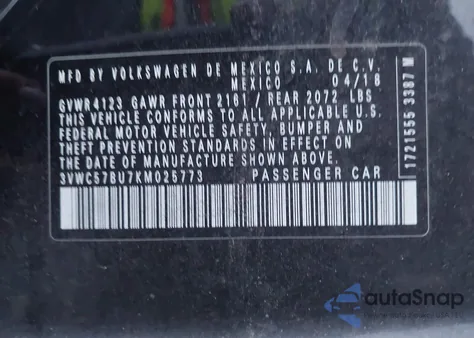 MFD BY VOLKSWAGEN DE MEXICO S.A. DE C.V.
MEXICO 04/18
GVWR4123 GAWR FRONT 2161 / REAR 2072 LBS
THIS VEHICLE CONFORMS TO ALL APPLICABLE U.S.
FEDERAL MOTOR VEHICLE SAFETY, BUMPER AND
THEFT PREVENTION STANDARDS IN EFFECT ON
THE DATE OF MANUFACTURE SHOWN ABOVE
3VWC57BU7KM025773 PASSENGER CAR
1721555 3387 M
autoSnap